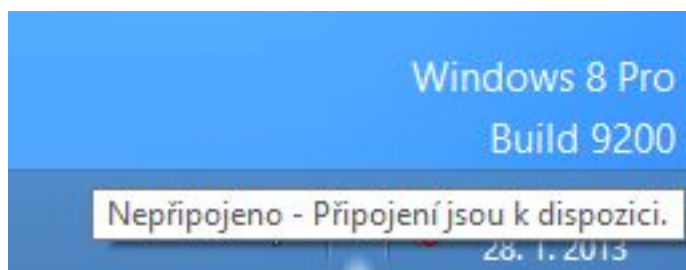 Windows 8 Pro
Build 9200
Nepřipojeno - Připojení jsou k dispozici.
28. 1. 2013